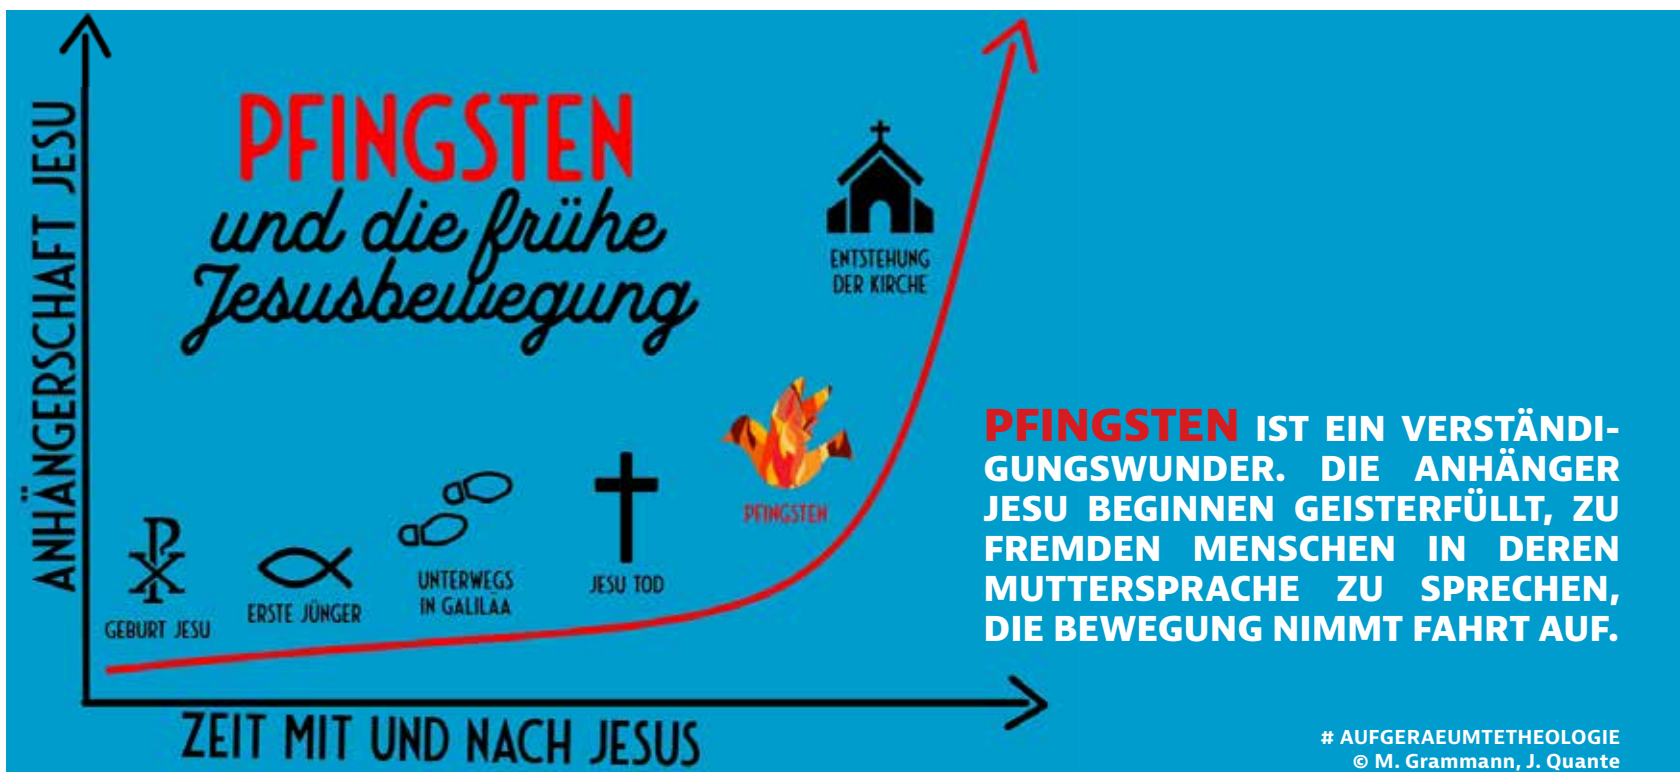 ANHÄNGERSCHAFT JESU
PFINGSTEN
und die frühe
Jesusbewegung
GEBURT JESU
ERSTE JÜNGER
UNTERWEGS
IN GALILÄA
JESU TOD
PFINGSTEN
ENTSTEHUNG
DER KIRCHE
ZEIT MIT UND NACH JESUS
PFINGSTEN IST EIN VERSTÄNDI-
GUNGSWUNDER. DIE ANHÄNGER
JESU BEGINNEN GEISTERFÜLLT, ZU
FREMDEN MENSCHEN IN DEREN
MUTTERSPRACHE ZU SPRECHEN,
DIE BEWEGUNG NIMMT FAHRT AUF.
# AUFGERAEUMTETHEOLOGIE
© M. Grammann, J. Quante